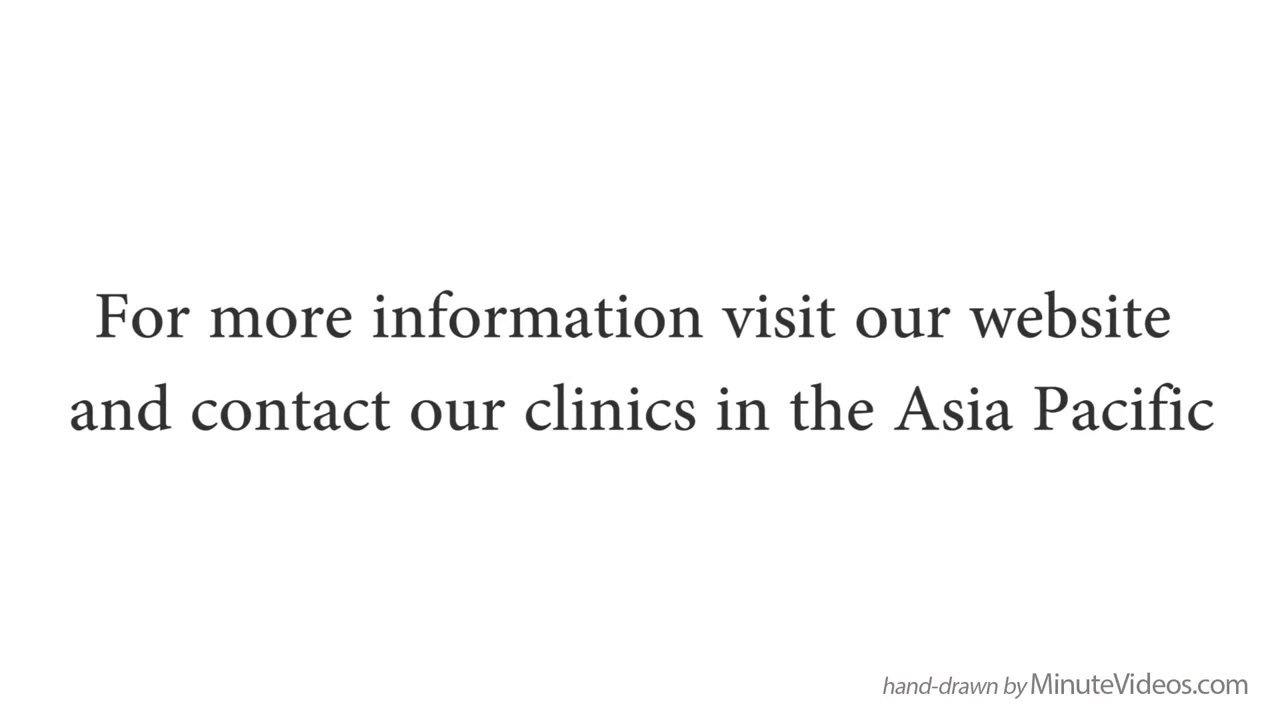 For more information visit our website
and contact our clinics in the Asia Pacific
hand-drawn by MinuteVideos.com